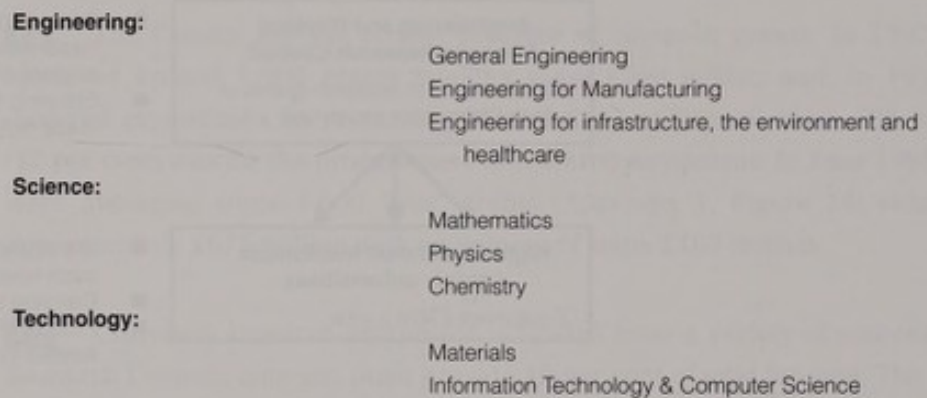 Engineering:
General Engineering
Engineering for Manufacturing
Engineering for infrastructure, the environment and
healthcare
Science:
Mathematics
Physics
Chemistry
Technology:
Materials
Information Technology & Computer Science